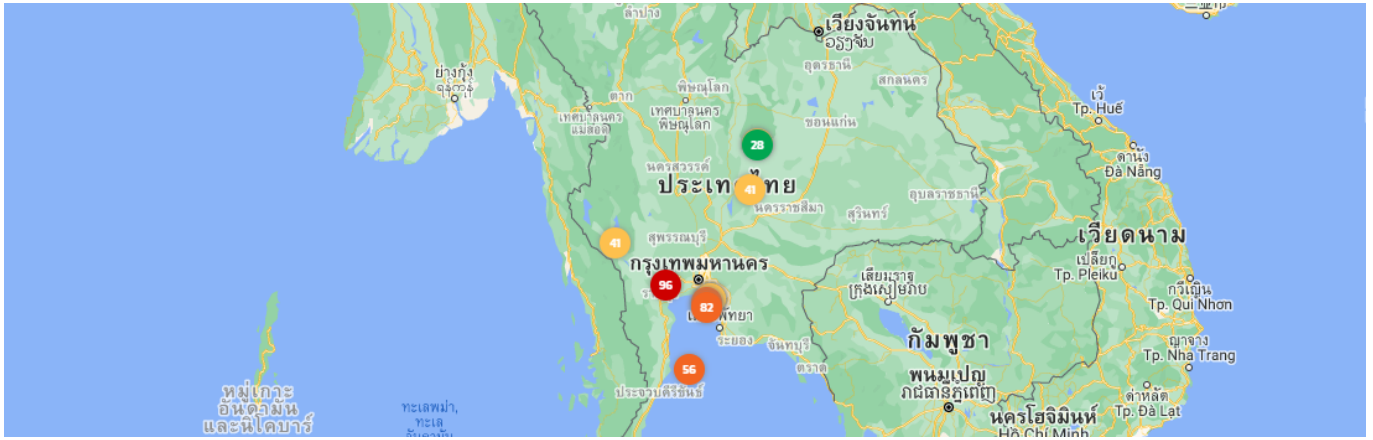 ลำปาง
เวียงจันทน์
ວຽງຈັນ
อุดรธานี
สกลนคร
ย่างกุ้ง
ရန်ကုန်
ตาก
พิษณุโลก
เทศบาลนคร
แม่สอด
เทศบาลนคร
พิษณุโลก
ขอนแก่น
เว้
Tp. Huế
28
ดานัง
Đà Nẵng
นครสวรรค์
ประเทศไทย
41
นครราชสีมา
สุรินทร์
อุบลราชธานี
41
สุพรรณบุรี
เวียดนาม
กรุงเทพมหานคร
เสียมราฐ
ក្រុងសៀមរាប
เปล็ยกู
Tp. Pleiku
กวีเญิน
Tp. Qui Nhơn
96
82
ระยอง
จันทบุรี
ตราด
กัมพูชา
ญาจาง
Tp. Nha Trang
56
ประจวบคีรีขันธ์
พนมเปญ
រាជធានីភ្នំពេញ
หมู่เกาะ
อันดามัน
และนิโคบาร์
ทะเลพม่า,
ทะเล
อันดามัน
นครโฮจิมินห์
Hồ Chí Minh
ด่าหลัต
Tp. Đà Lạt